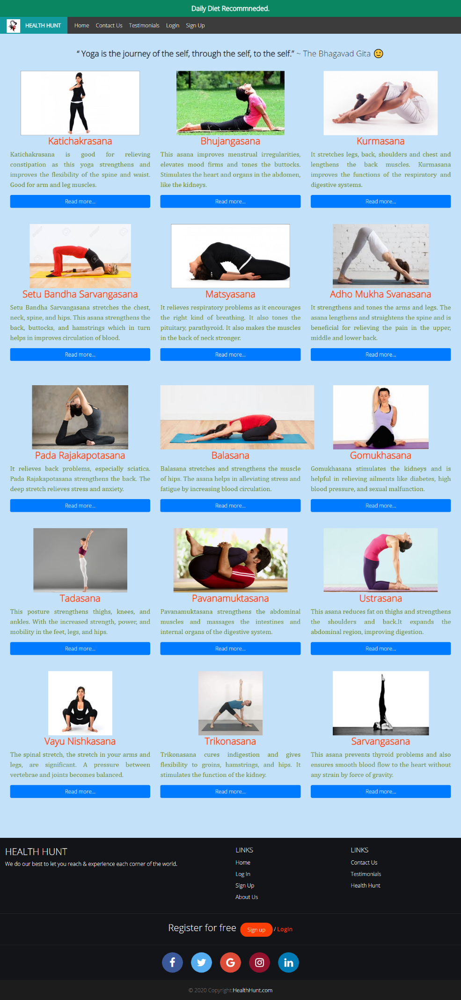 Daily Diet Recommneded.
HEALTH HUNT Home Contact Us Testimonials Login Sign Up
“ Yoga is the journey of the self, through the self, to the self.” ~ The Bhagavad Gita
Katichakrasana
Katichakrasana is good for relieving
constipation as this yoga strengthens and
improves the flexibility of the spine and waist.
Good for arm and leg muscles.
Read more...
Bhujangasana
This asana improves menstrual irregularities,
elevates mood firms and tones the buttocks.
Stimulates the heart and organs in the abdomen,
like the kidneys.
Read more...
Kurmasana
It stretches legs, back, shoulders and chest and
lengthens the back muscles. Kurmasana
improves the functions of the respiratory and
digestive systems.
Read more...
Setu Bandha Sarvangasana
Setu Bandha Sarvangasana stretches the chest,
neck, spine, and hips. This asana strengthens the
back, buttocks, and hamstrings which in turn
helps in improves circulation of blood.
Read more...
Matsyasana
It relieves respiratory problems as it encourages
the right kind of breathing. It also tones the
pituitary, parathyroid. It also makes the muscles
in the back of neck stronger.
Read more...
Adho Mukha Svanasana
It strengthens and tones the arms and legs. The
asana lengthens and straightens the spine and is
beneficial for relieving the pain in the upper,
middle and lower back.
Read more...
Pada Rajakapotasana
It relieves back problems, especially sciatica.
Pada Rajakapotasana strengthens the back. The
deep stretch relieves stress and anxiety.
Read more...
Balasana
Balasana stretches and strengthens the muscle
of hips. The asana helps in alleviating stress and
fatigue by increasing blood circulation.
Read more...
Gomukhasana
Gomukhasana stimulates the kidneys and is
helpful in relieving ailments like diabetes, high
blood pressure, and sexual malfunction.
Read more...
Tadasana
This posture strengthens thighs, knees, and
ankles. With the increased strength, power, and
mobility in the feet, legs, and hips.
Read more...
Pavanamuktasana
Pavanamuktasana strengthens the abdominal
muscles and massages the intestines and
internal organs of the digestive system.
Read more...
Ustrasana
This asana reduces fat on thighs and strengthens
the shoulders and back.It expands the
abdominal region, improving digestion.
Read more...
Vayu Nishkasana
The spinal stretch, the stretch in your arms and
legs, are significant. A pressure between
vertebrae and joints becomes balanced.
Read more...
Trikonasana
Trikonasana cures indigestion and gives
flexibility to groins, hamstrings, and hips. It
stimulates the function of the kidney.
Read more...
Sarvangasana
This asana prevents thyroid problems and also
ensures smooth blood flow to the heart without
any strain by force of gravity.
Read more...
HEALTH HUNT
We do our best to let you reach & experience each corner of the world.
LINKS
Home
Log In
Sign Up
About Us
LINKS
Contact Us
Testimonials
Health Hunt
Register for free Sign up / Login
© 2020 Copyright:HealthHunt.com